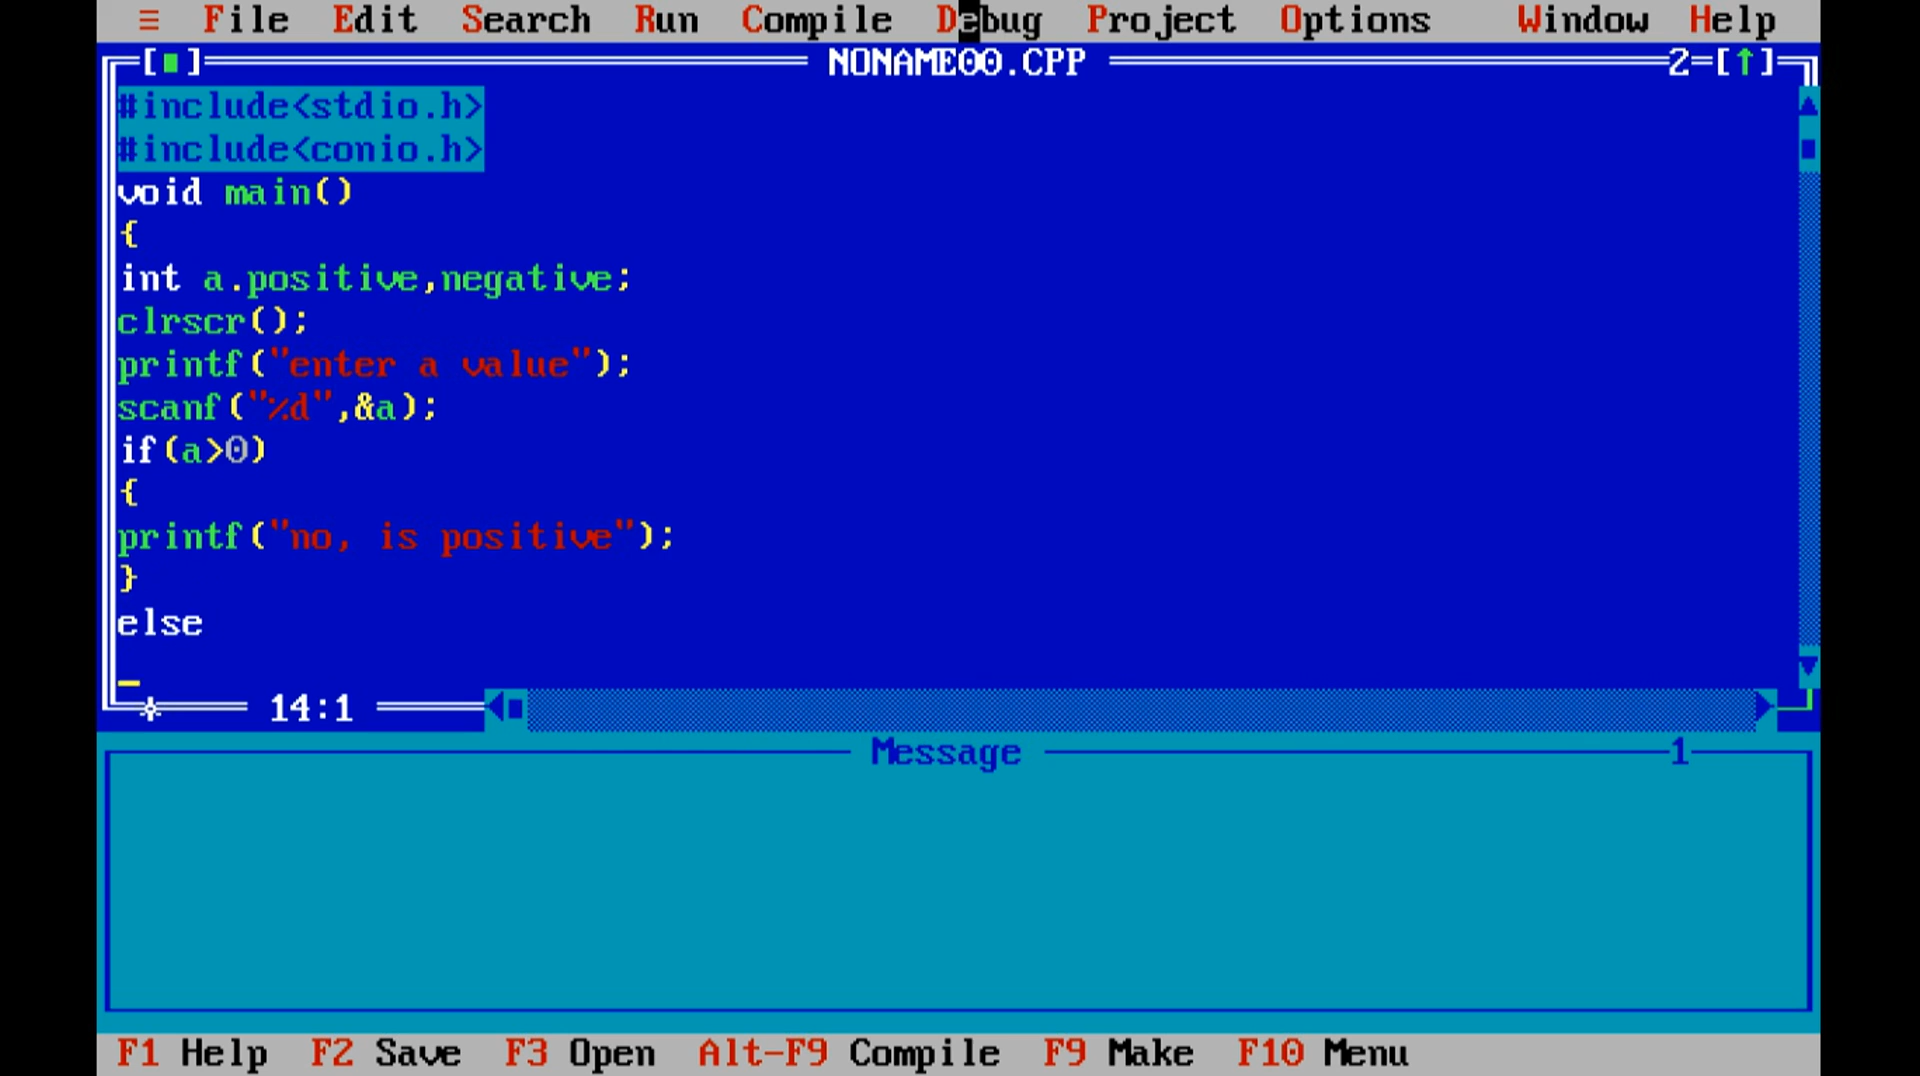 ≡ File Edit Search Run Compile Debug Project Options Window Help
[■] NONAME00.CPP 2=[↑]
#include<stdio.h>
#include<conio.h>
void main()
{
int a.positive,negative;
clrscr();
printf("enter a value");
scanf("%d",&a);
if(a>0)
{
printf("no, is positive");
}
else
_
14:1
Message 1
F1 Help F2 Save F3 Open Alt-F9 Compile F9 Make F10 Menu